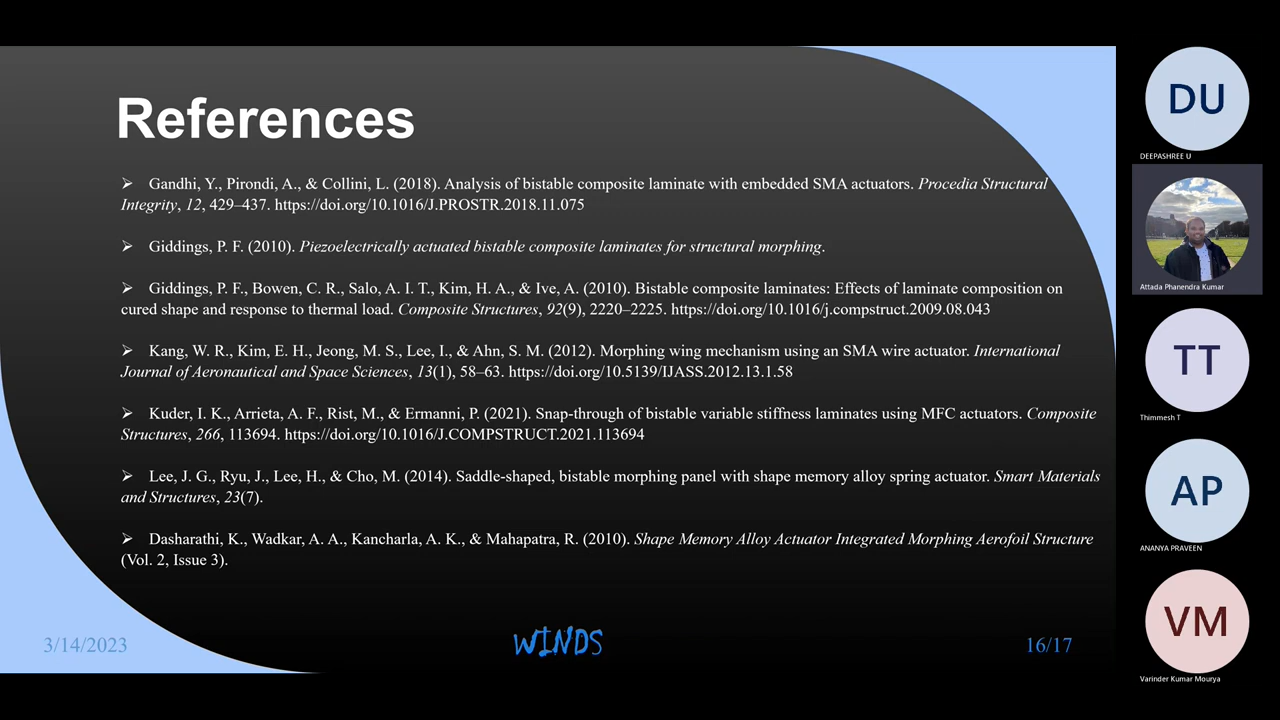 References
➢ Gandhi, Y., Pirondi, A., & Collini, L. (2018). Analysis of bistable composite laminate with embedded SMA actuators. Procedia Structural
Integrity, 12, 429–437. https://doi.org/10.1016/J.PROSTR.2018.11.075
➢ Giddings, P. F. (2010). Piezoelectrically actuated bistable composite laminates for structural morphing.
➢ Giddings, P. F., Bowen, C. R., Salo, A. I. T., Kim, H. A., & Ive, A. (2010). Bistable composite laminates: Effects of laminate composition on
cured shape and response to thermal load. Composite Structures, 92(9), 2220–2225. https://doi.org/10.1016/j.compstruct.2009.08.043
➢ Kang, W. R., Kim, E. H., Jeong, M. S., Lee, I., & Ahn, S. M. (2012). Morphing wing mechanism using an SMA wire actuator. International
Journal of Aeronautical and Space Sciences, 13(1), 58–63. https://doi.org/10.5139/IJASS.2012.13.1.58
➢ Kuder, I. K., Arrieta, A. F., Rist, M., & Ermanni, P. (2021). Snap-through of bistable variable stiffness laminates using MFC actuators. Composite
Structures, 266, 113694. https://doi.org/10.1016/J.COMPSTRUCT.2021.113694
➢ Lee, J. G., Ryu, J., Lee, H., & Cho, M. (2014). Saddle-shaped, bistable morphing panel with shape memory alloy spring actuator. Smart Materials
and Structures, 23(7).
➢ Dasharathi, K., Wadkar, A. A., Kancharla, A. K., & Mahapatra, R. (2010). Shape Memory Alloy Actuator Integrated Morphing Aerofoil Structure
(Vol. 2, Issue 3).
3/14/2023
WINDS
16/17
DU
DEEPASHREE U
Attada Phanendra Kumar
TT
Thimmesh T
AP
ANANYA PRAVEEN
VM
Varinder Kumar Mourya